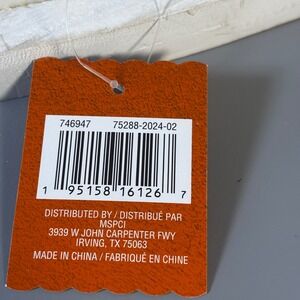 746947 75288-2024-02
1 95158 16126 7
DISTRIBUTED BY / DISTRIBUÉ PAR
MSPCI
3939 W JOHN CARPENTER FWY
IRVING, TX 75063
MADE IN CHINA / FABRIQUÉ EN CHINE